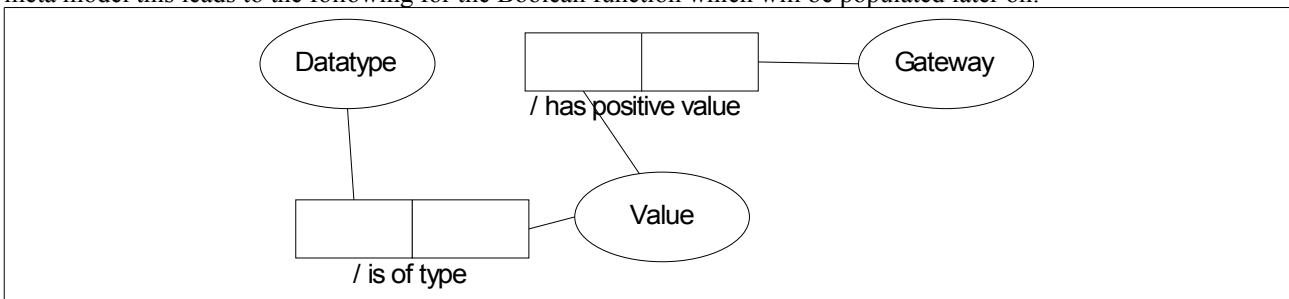 meta model this leads to the following for the Boolean function which will be populated later on.
Datatype
Gateway
/ has positive value
Value
/ is of type